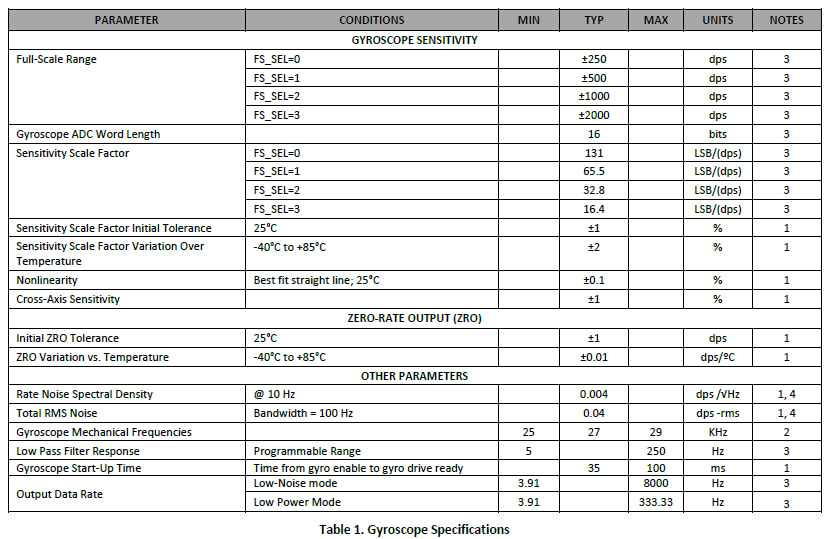 PARAMETER CONDITIONS MIN TYP MAX UNITS NOTES
GYROSCOPE SENSITIVITY
Full-Scale Range FS_SEL=0 ±250 dps 3
FS_SEL=1 ±500 dps 3
FS_SEL=2 ±1000 dps 3
FS_SEL=3 ±2000 dps 3
Gyroscope ADC Word Length 16 bits 3
Sensitivity Scale Factor FS_SEL=0 131 LSB/(dps) 3
FS_SEL=1 65.5 LSB/(dps) 3
FS_SEL=2 32.8 LSB/(dps) 3
FS_SEL=3 16.4 LSB/(dps) 3
Sensitivity Scale Factor Initial Tolerance 25°C ±1 % 1
Sensitivity Scale Factor Variation Over -40°C to +85°C ±2 % 1
Temperature
Nonlinearity Best fit straight line; 25°C ±0.1 % 1
Cross-Axis Sensitivity ±1 % 1
ZERO-RATE OUTPUT (ZRO)
Initial ZRO Tolerance 25°C ±1 dps 1
ZRO Variation vs. Temperature -40°C to +85°C ±0.01 dps/ºC 1
OTHER PARAMETERS
Rate Noise Spectral Density @ 10 Hz 0.004 dps /√Hz 1, 4
Total RMS Noise Bandwidth = 100 Hz 0.04 dps -rms 1, 4
Gyroscope Mechanical Frequencies 25 27 29 KHz 2
Low Pass Filter Response Programmable Range 5 250 Hz 3
Gyroscope Start-Up Time Time from gyro enable to gyro drive ready 35 100 ms 1
Output Data Rate Low-Noise mode 3.91 8000 Hz 3
Low Power Mode 3.91 333.33 Hz 3
Table 1. Gyroscope Specifications